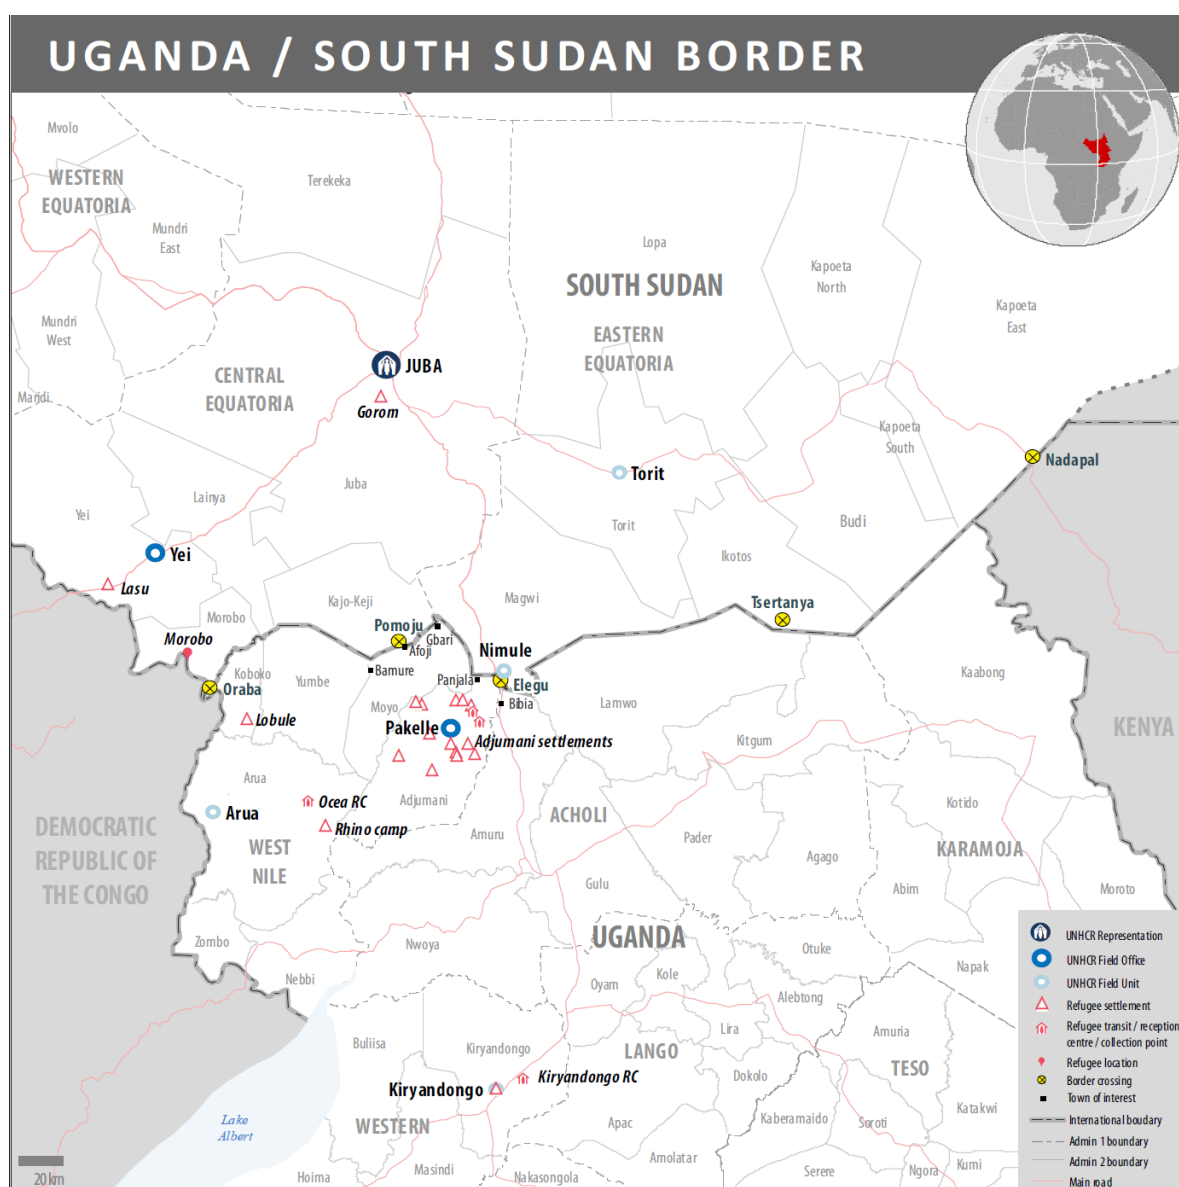 UGANDA / SOUTH SUDAN BORDER
Mvolo
WESTERN
EQUATORIA
Terekeka
Mundri
East
Lopa
Kapoeta
North
SOUTH SUDAN
Kapoeta
East
Mundri
West
EASTERN
EQUATORIA
JUBA
CENTRAL
EQUATORIA
Maridi
Gorom
Kapoeta
South
Nadapal
Torit
Juba
Lainya
Yei
Torit
Budi
Ikotos
Yei
Lasu
Kajo-Keji
Magwi
Tsertanya
Morobo
Pomoju
Gbari
Morobo
Afoji
Nimule
Koboko
Bamure
Panjala
Kaabong
Oraba
Yumbe
Elegu
Moyo
Bibia
Lamwo
Lobule
Pakelle
KENYA
Adjumani settlements
Kitgum
Arua
Ocea RC
Adjumani
Kotido
Arua
ACHOLI
DEMOCRATIC
REPUBLIC OF
THE CONGO
Rhino camp
Amuru
Pader
WEST
NILE
KARAMOJA
Agago
Gulu
Abim
Moroto
Zombo
Nwoya
UGANDA
Otuke
Nebbi
Kole
Oyam
Napak
Alebtong
Buliisa
Kiryandongo
Lira
Amuria
LANGO
TESO
Kiryandongo RC
Dokolo
Kiryandongo
Lake
Albert
WESTERN
Apac
Kaberamaido
Soroti
Katakwi
Amolatar
Masindi
Hoima
Nakasongola
Serere
Ngora
Kumi
20 km
UNHCR Representation
UNHCR Field Office
UNHCR Field Unit
Refugee settlement
Refugee transit / reception
centre / collection point
Refugee location
Border crossing
Town of interest
International boudary
Admin 1 boundary
Admin 2 boundary
Main road